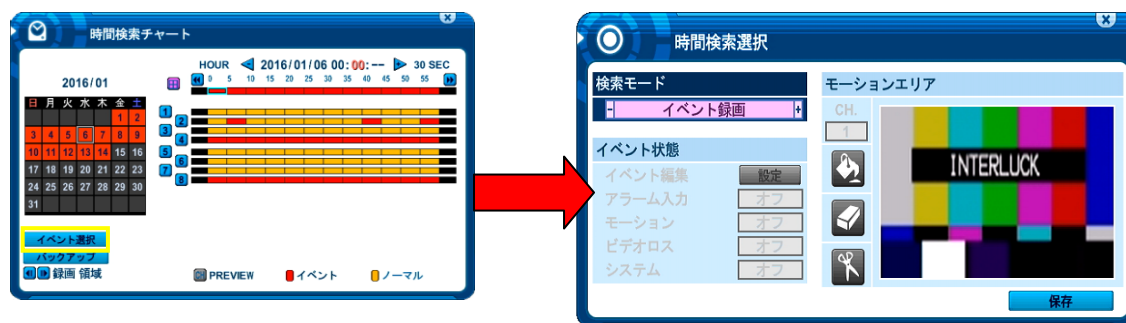 時間検索チャート
HOUR 2016/01/06 00:00:-- 30 SEC
0 5 10 15 20 25 30 35 40 45 50 55
2016/01
日 月 火 水 木 金 土
1 2
3 4 5 6 7 8 9
10 11 12 13 14 15 16
17 18 19 20 21 22 23
24 25 26 27 28 29 30
31
1
2
3
4
5
6
7
8
イベント選択
バックアップ
録画 領域
PREVIEW イベント ノーマル
時間検索選択
検索モード
- イベント録画 +
イベント状態
イベント編集 設定
アラーム入力 オフ
モーション オフ
ビデオロス オフ
システム オフ
モーションエリア
CH.
1
INTERLUCK
保存